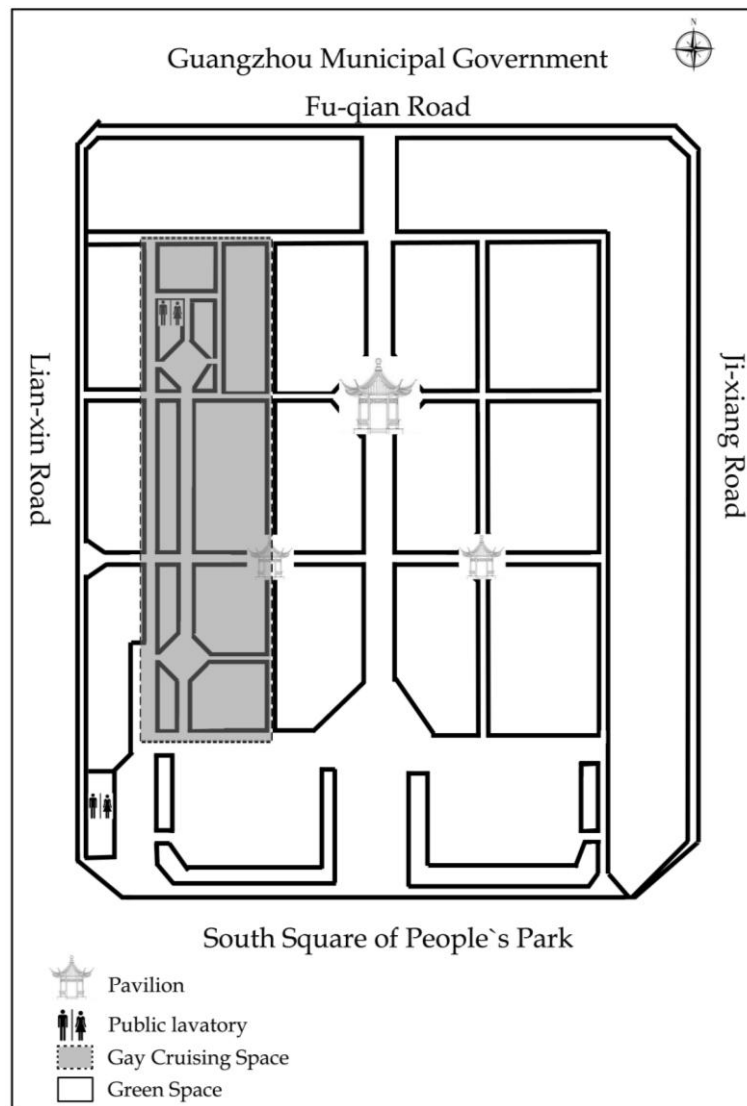 N
Guangzhou Municipal Government
Fu-qian Road
Lian-xin Road
Ji-xiang Road
South Square of People`s Park
Pavilion
Public lavatory
Gay Cruising Space
Green Space